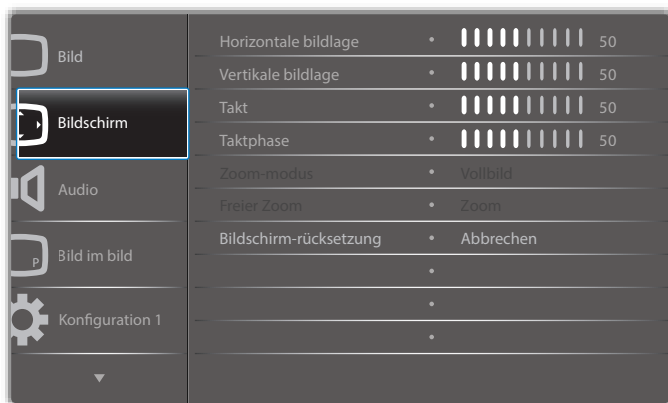 Bild
Bildschirm
Audio
P
Bild im bild
Konfiguration 1
Horizontale bildlage • 50
Vertikale bildlage • 50
Takt • 50
Taktphase • 50
Zoom-modus • Vollbild
Freier Zoom • Zoom
Bildschirm-rücksetzung • Abbrechen
•
•
•